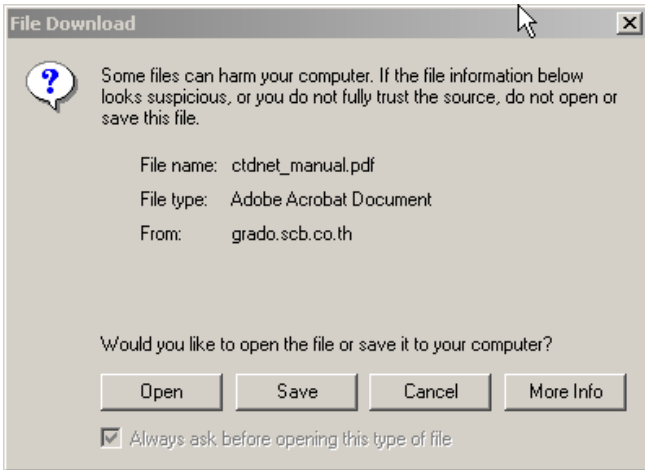 File Download
Some files can harm your computer. If the file information below
looks suspicious, or you do not fully trust the source, do not open or
save this file.
File name: ctdnet_manual.pdf
File type: Adobe Acrobat Document
From: grado.scb.co.th
Would you like to open the file or save it to your computer?
Open Save Cancel More Info
Always ask before opening this type of file